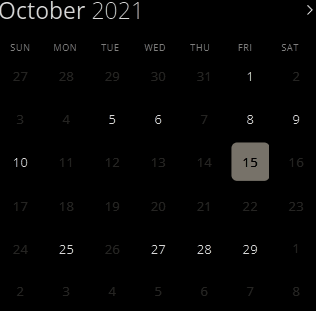 October 2021
SUN MON TUE WED THU FRI SAT
27 28 29 30 31 1 2
3 4 5 6 7 8 9
10 11 12 13 14 15 16
17 18 19 20 21 22 23
24 25 26 27 28 29 1
2 3 4 5 6 7 8